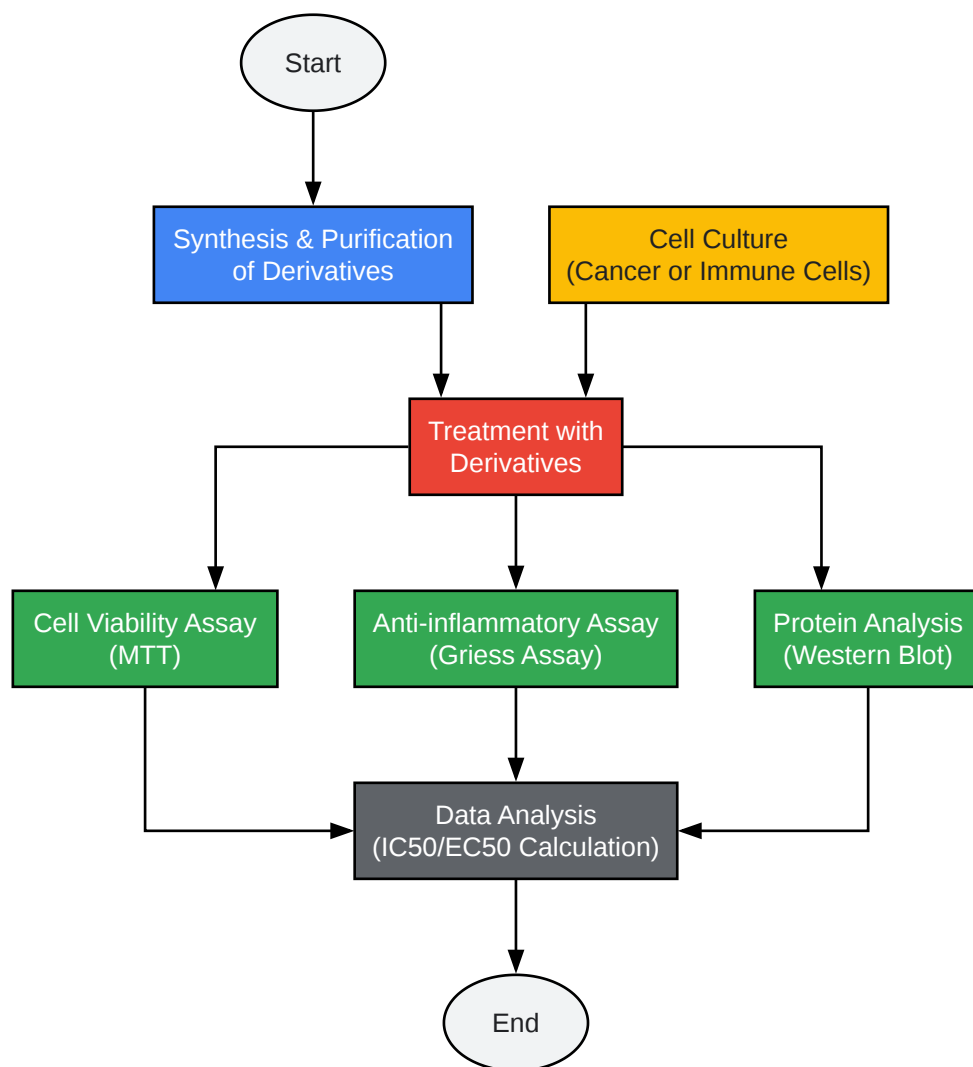 Start
Synthesis & Purification
of Derivatives
Cell Culture
(Cancer or Immune Cells)
Treatment with
Derivatives
Cell Viability Assay
(MTT)
Anti-inflammatory Assay
(Griess Assay)
Protein Analysis
(Western Blot)
Data Analysis
(IC50/EC50 Calculation)
End